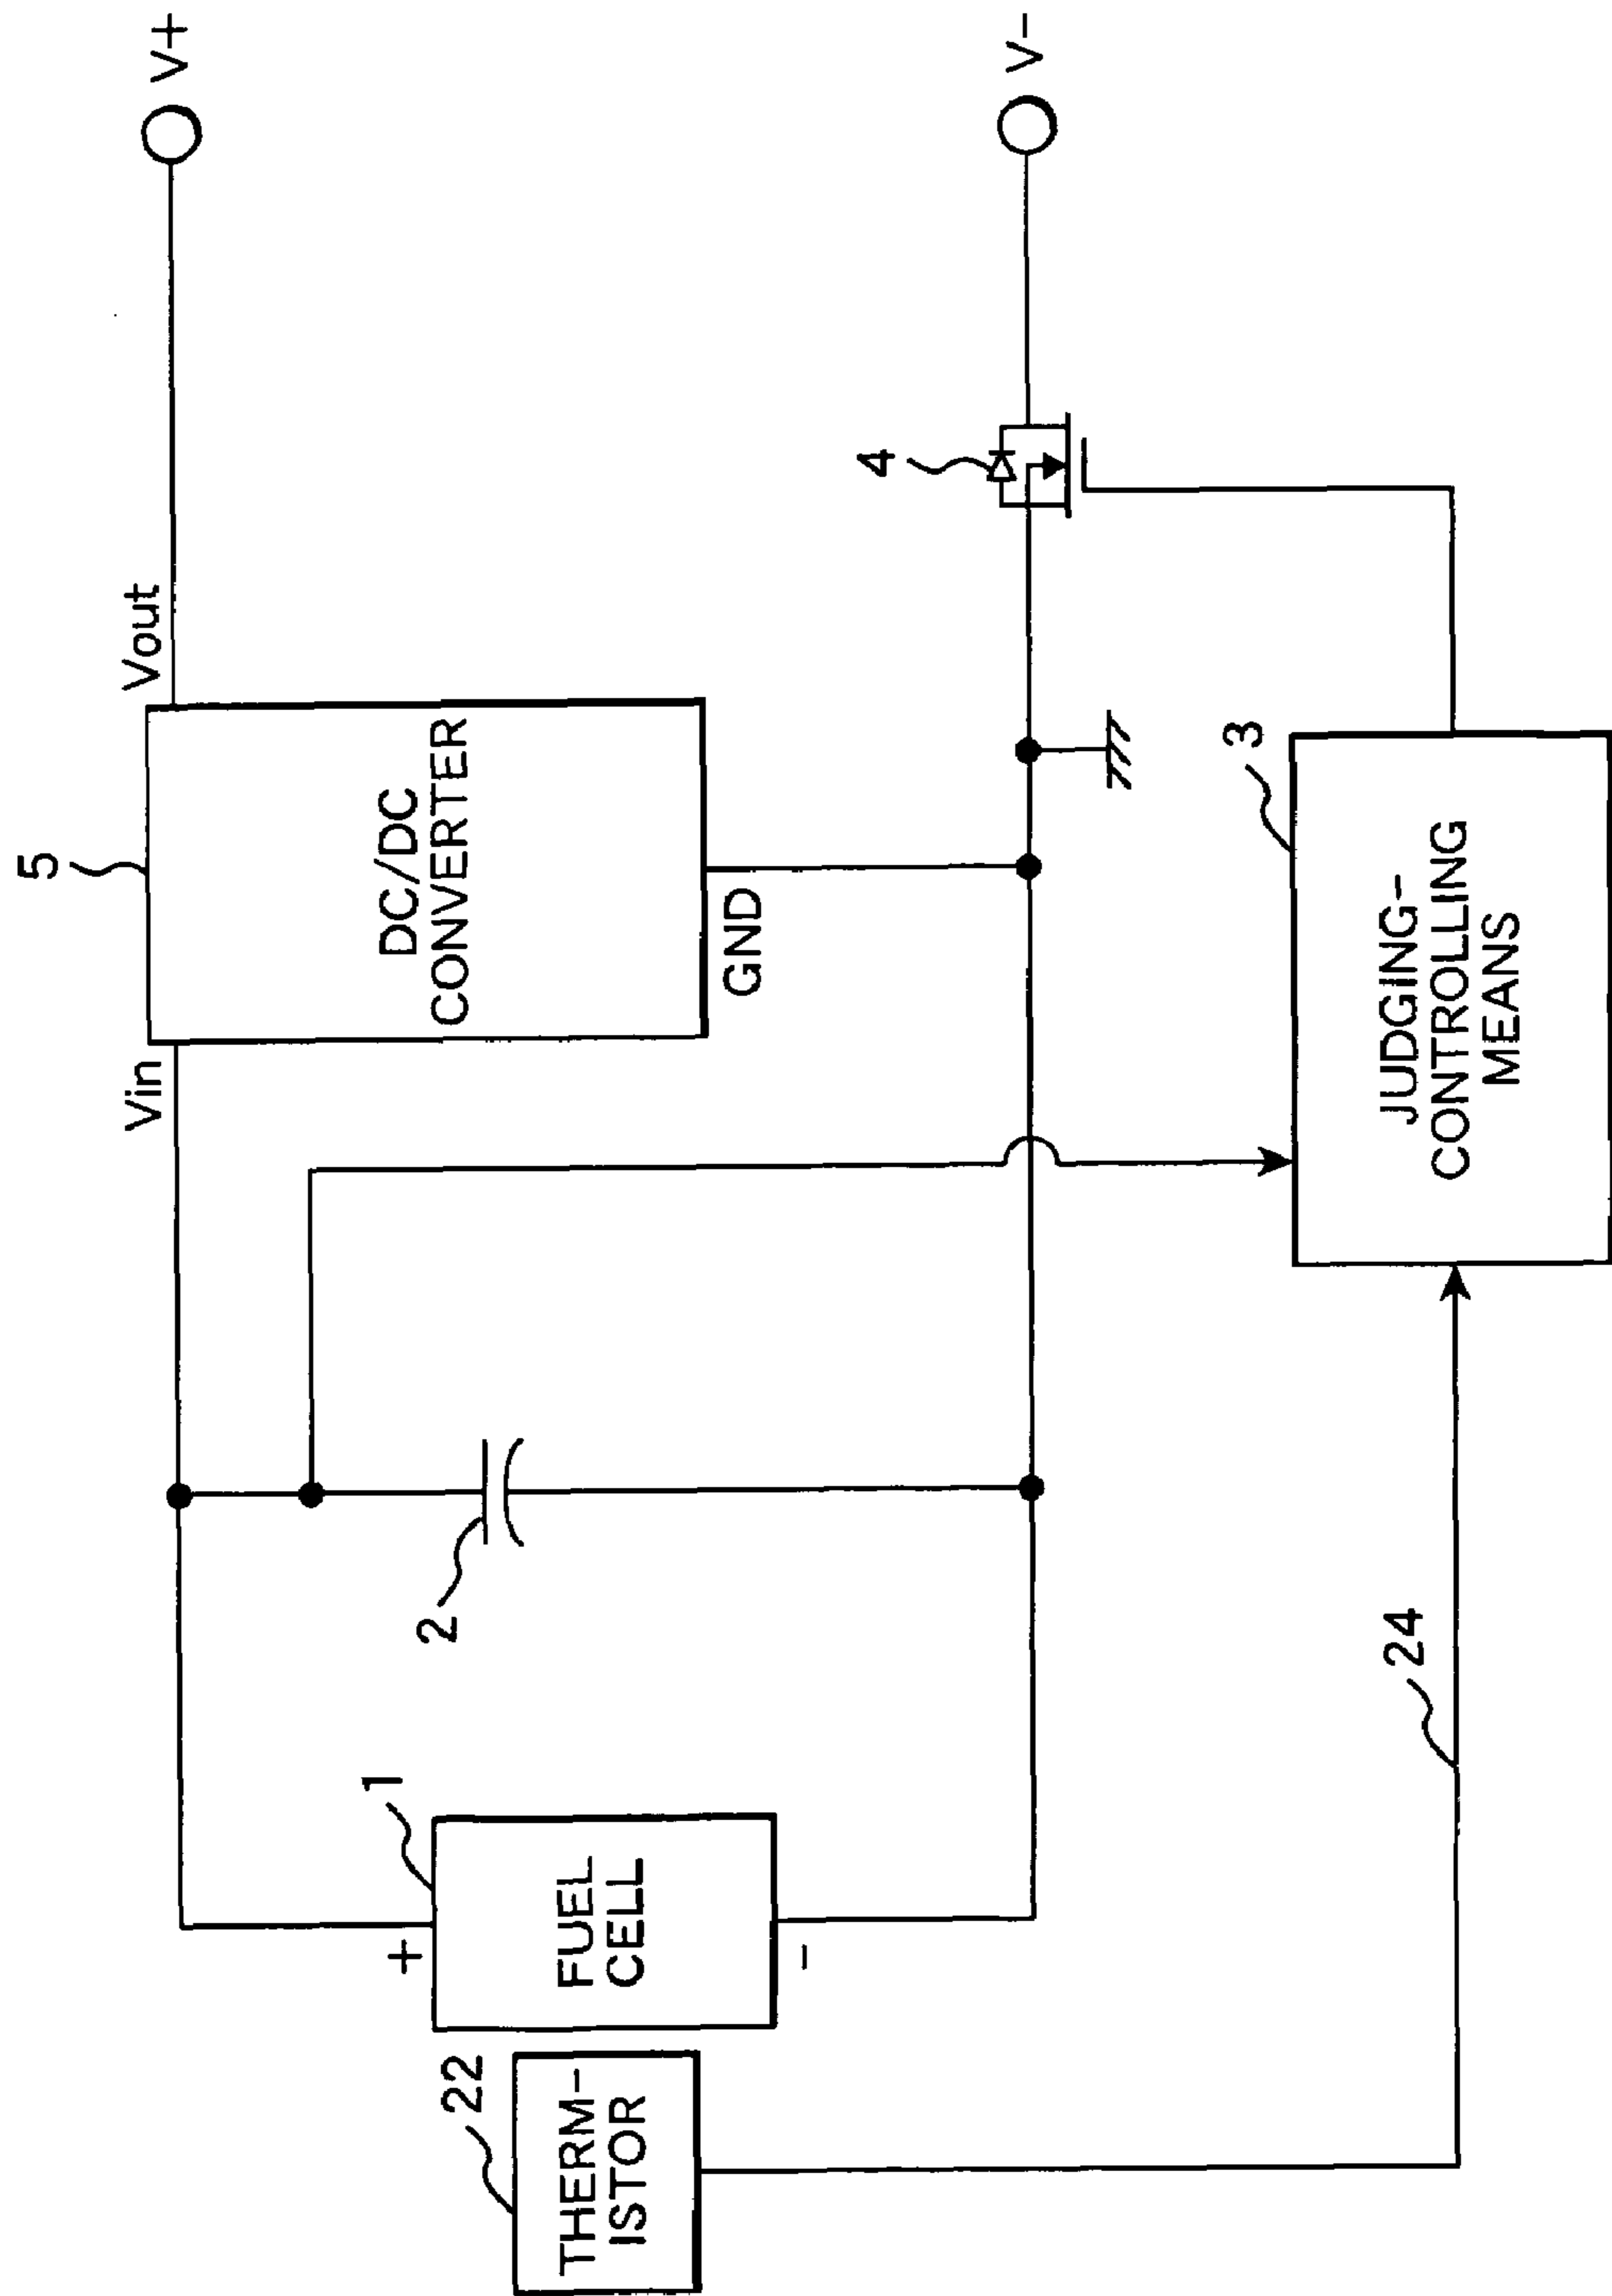 5
Vin
Vout
V+
DC/DC
CONVERTER
GND
1
+
FUEL
CELL
-
2
22
THERM-
ISTOR
4
V-
3
JUDGING-
CONTROLLING
MEANS
24